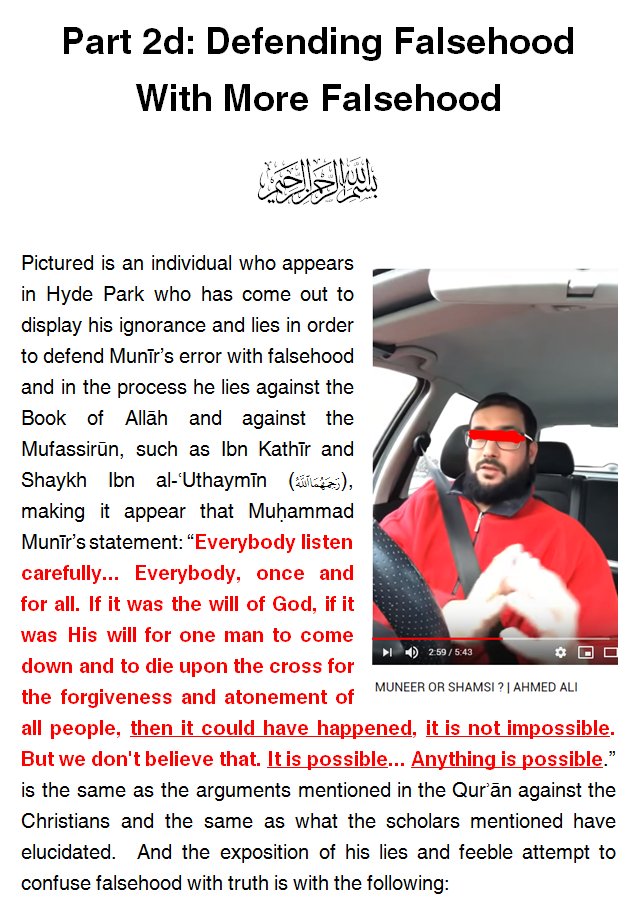 Part 2d: Defending Falsehood
With More Falsehood
بسم الله الرحمن الرحيم
Pictured is an individual who appears
in Hyde Park who has come out to
display his ignorance and lies in order
to defend Munīr’s error with falsehood
and in the process he lies against the
Book of Allāh and against the
Mufassirūn, such as Ibn Kathīr and
Shaykh Ibn al-ʿUthaymīn (رحمهما الله),
making it appear that Muḥammad
Munīr’s statement: “Everybody listen
carefully... Everybody, once and
for all. If it was the will of God, if it
was His will for one man to come
down and to die upon the cross for
the forgiveness and atonement of
all people, then it could have happened, it is not impossible.
But we don't believe that. It is possible... Anything is possible.”
is the same as the arguments mentioned in the Qurʾān against the
Christians and the same as what the scholars mentioned have
elucidated. And the exposition of his lies and feeble attempt to
confuse falsehood with truth is with the following:
2:59 / 5:43
MUNEER OR SHAMSI ? | AHMED ALI